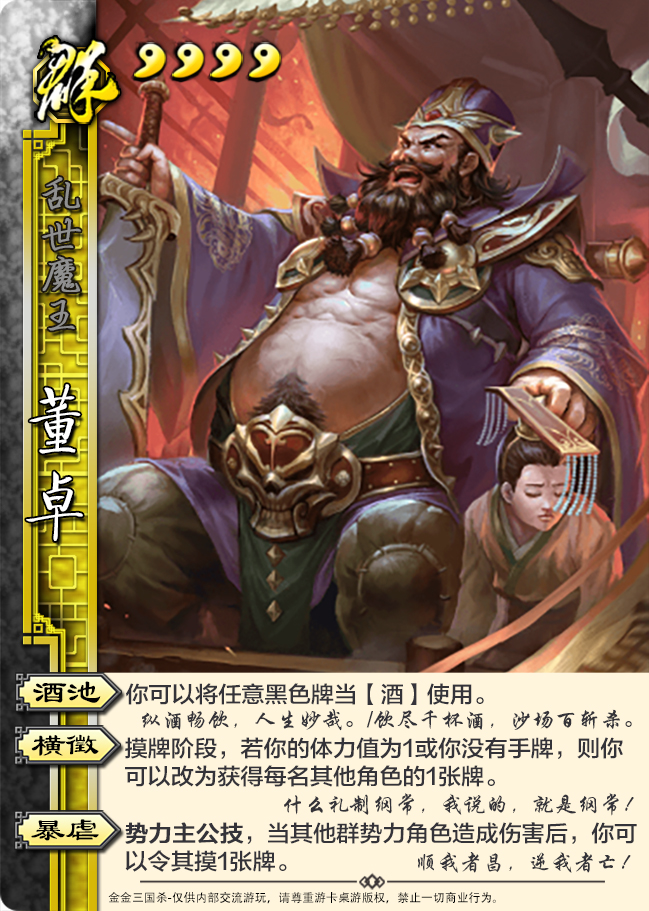 群
乱世魔王
董卓
酒池
你可以将任意黑色牌当【酒】使用。
纵酒畅饮，人生妙哉。/饮尽千杯酒，沙场百斩杀。
横徵
摸牌阶段，若你的体力值为1或你没有手牌，则你
可以改为获得每名其他角色的1张牌。
什么礼制纲常，我说的，就是纲常！
暴虐
势力主公技，当其他群势力角色造成伤害后，你可
以令其摸1张牌。
顺我者昌，逆我者亡！
金金三国杀-仅供内部交流游玩，请尊重游卡桌游版权，禁止一切商业行为。